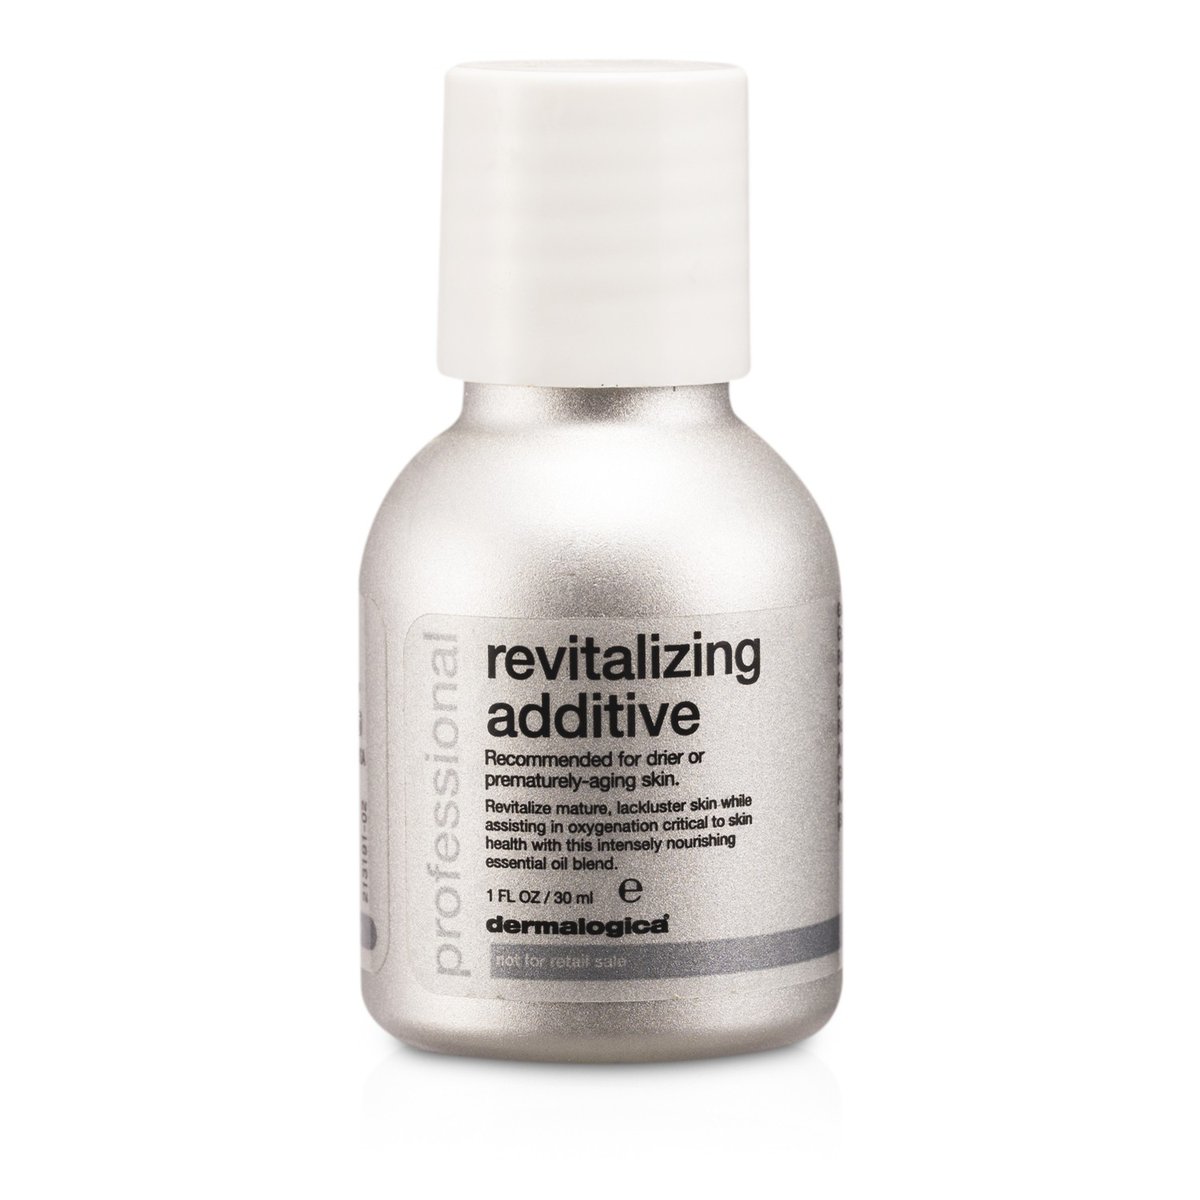 professional
revitalizing
additive
Recommended for drier or
prematurely-aging skin.
Revitalize mature, lackluster skin while
assisting in oxygenation critical to skin
health with this intensely nourishing
essential oil blend.
1 FL OZ / 30 ml ℮
dermalogica®
not for retail sale